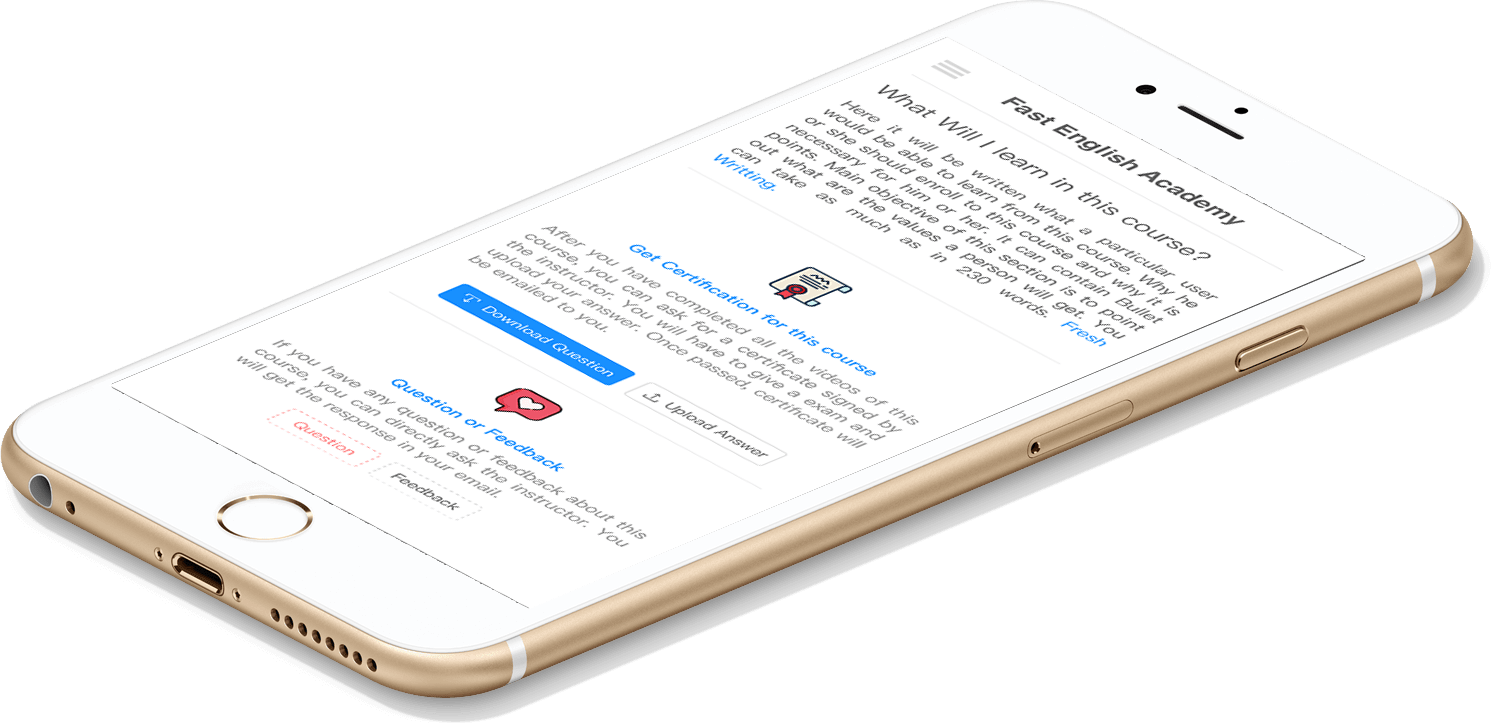 Fast English Academy
What Will I learn in this course?
Here it will be written what a particular user
would be able to learn from this course. Why he
or she should enroll to this course and why it is
necessary for him or her. It can contain Bullet
points. Main objective of this section is to point
out what are the values a person will get. You
can take as much as in 230 words. Fresh
Writting.
Get Certification for this course
After you have completed all the videos of this
course, you can ask for a certificate signed by
the instructor. You will have to give a exam and
upload your answer. Once passed, certificate will
be emailed to you.
Download Question
Upload Answer
Question or Feedback
If you have any question or feedback about this
course, you can directly ask the instructor. You
will get the response in your email.
Question
Feedback